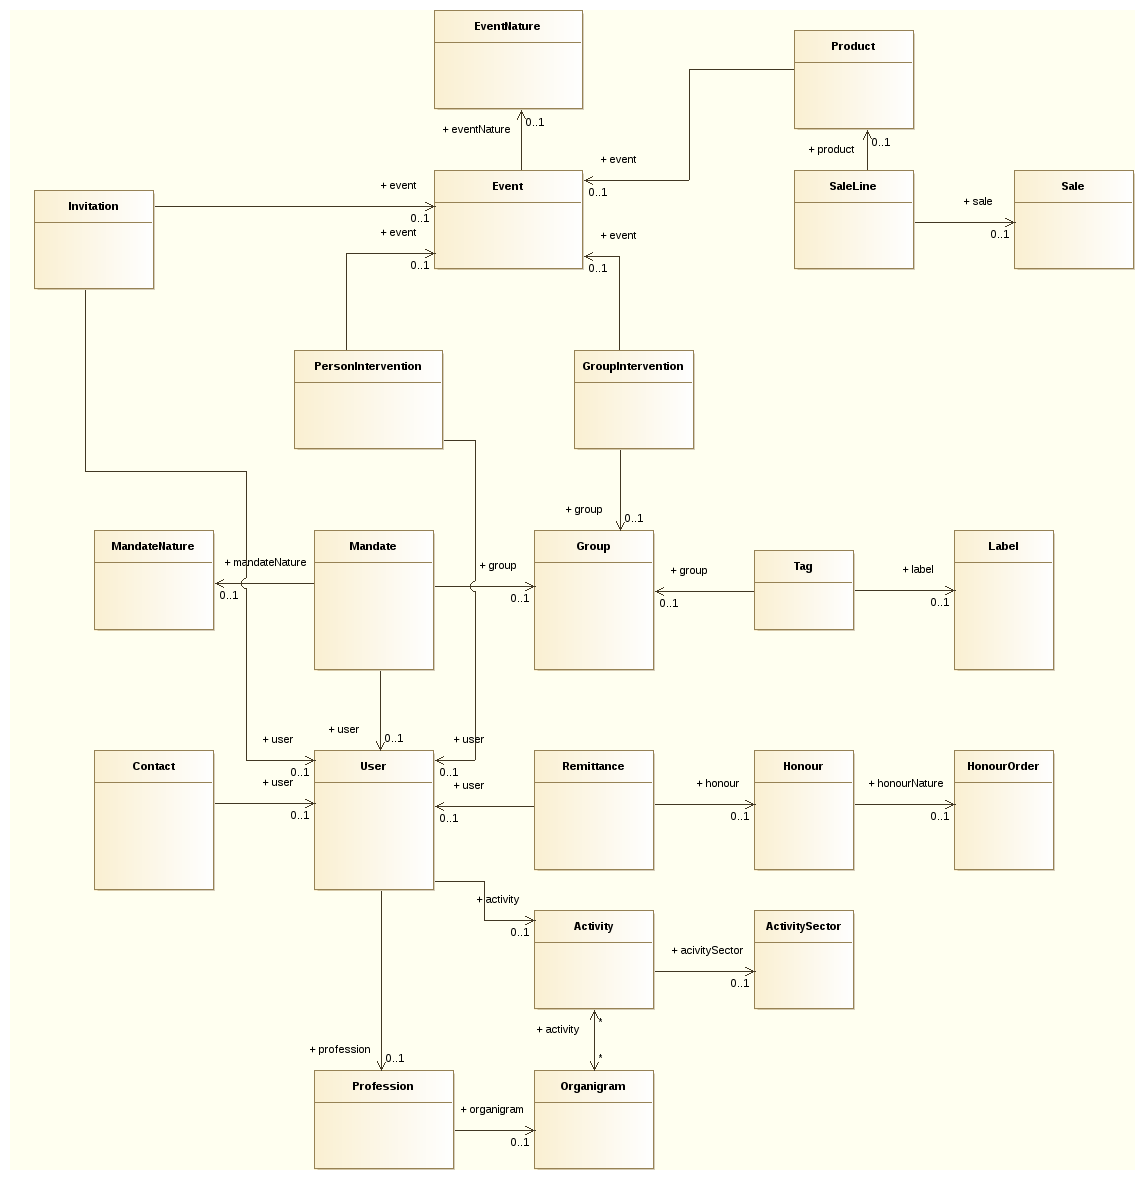 EventNature
Product
0..1
+ eventNature
0..1
+ product
+ event
+ event
Invitation
Event
0..1
SaleLine
Sale
+ sale
0..1
+ event
+ event
0..1
0..1
0..1
PersonIntervention
GroupIntervention
+ group
0..1
MandateNature
Mandate
Group
Tag
Label
+ mandateNature
+ group
+ group
+ label
0..1
0..1
0..1
0..1
+ user
0..1
+ user
+ user
Contact
0..1
User
0..1
Remittance
Honour
HonourOrder
+ user
+ user
+ honour
+ honourNature
0..1
0..1
0..1
0..1
+ activity
0..1
Activity
ActivitySector
+ acivitySector
0..1
*
+ activity
+ profession
0..1
*
Profession
Organigram
+ organigram
0..1